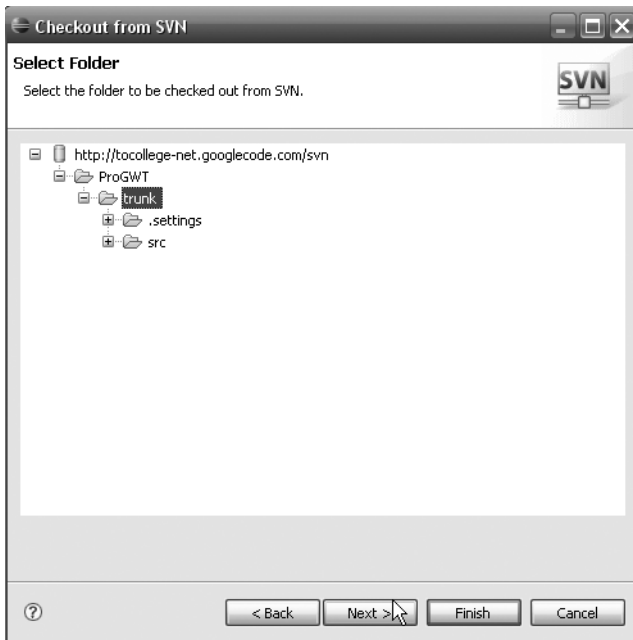 Checkout from SVN
Select Folder
Select the folder to be checked out from SVN.
SVN
http://tocollege-net.googlecode.com/svn
ProGWT
trunk
.settings
src
?
< Back
Next >
Finish
Cancel